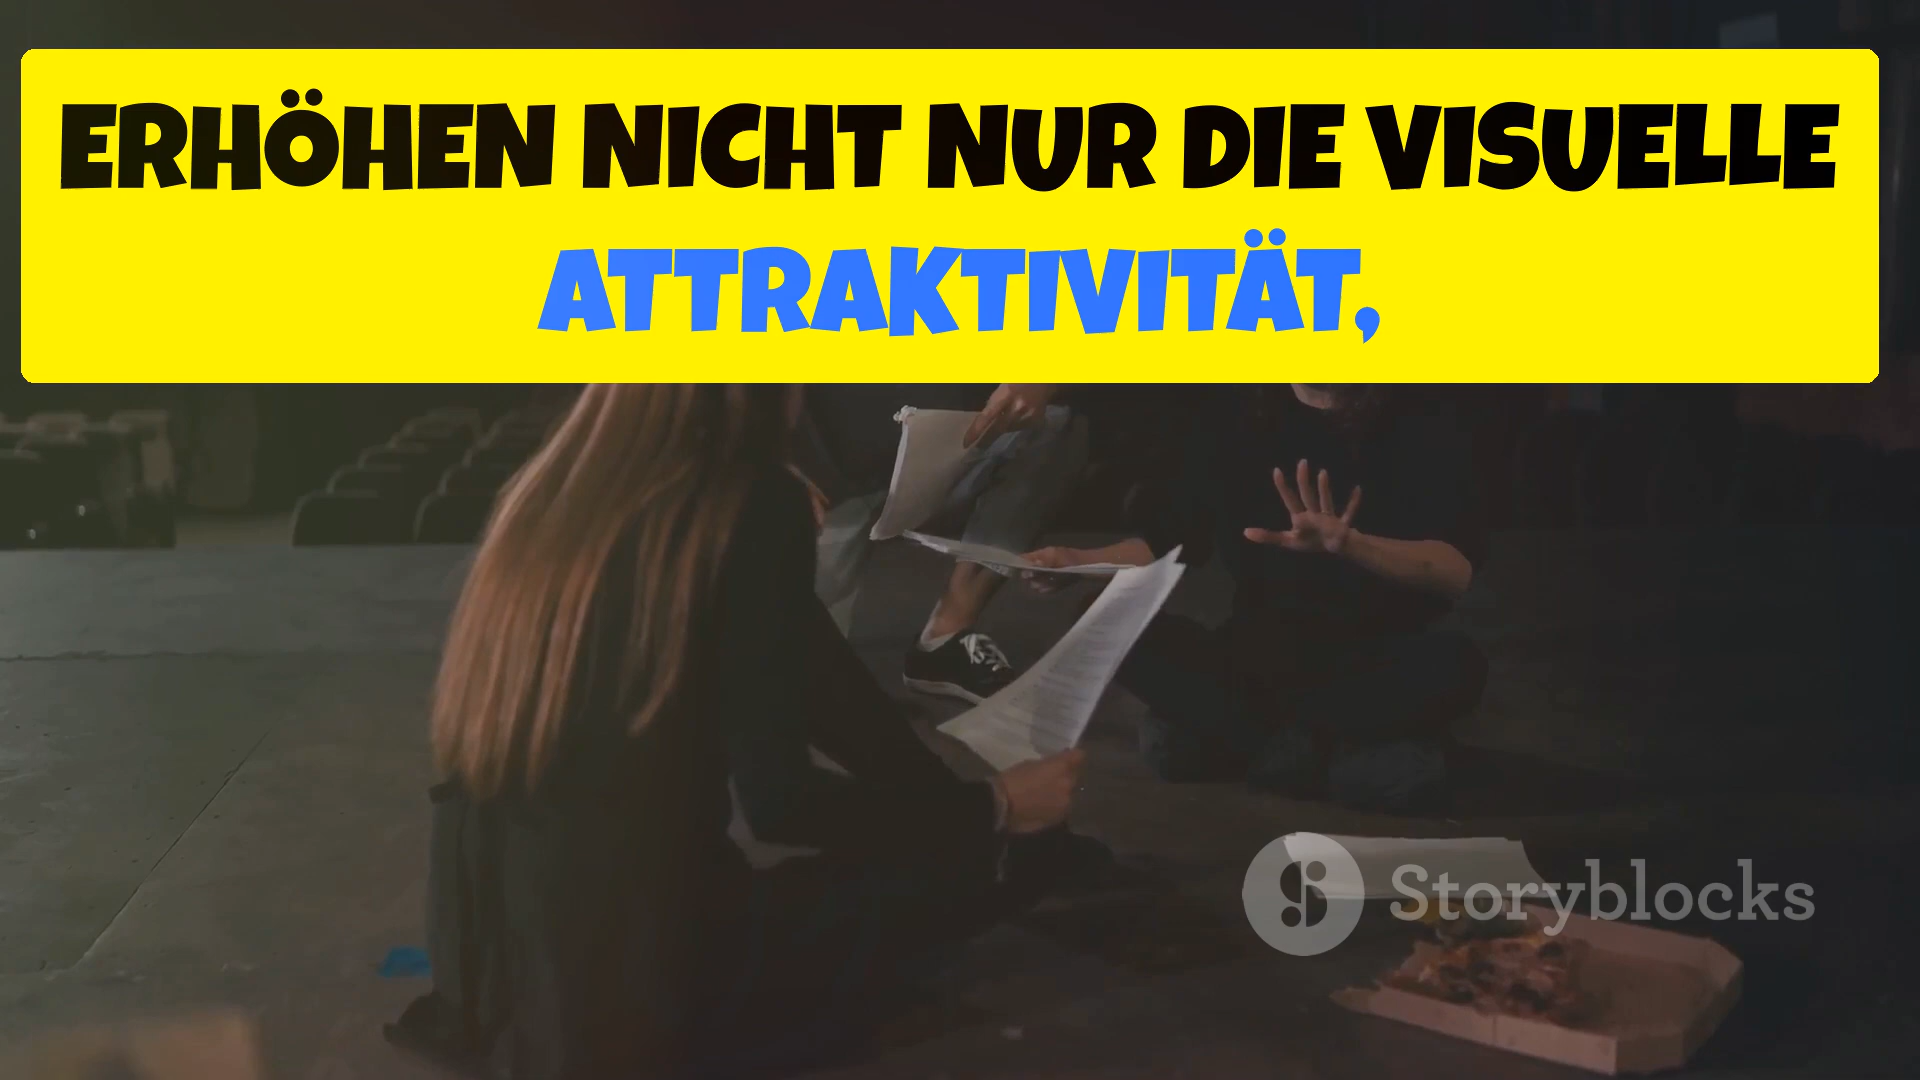 ERHÖHEN NICHT NUR DIE VISUELLE
ATTRAKTIVITÄT,
Storyblocks